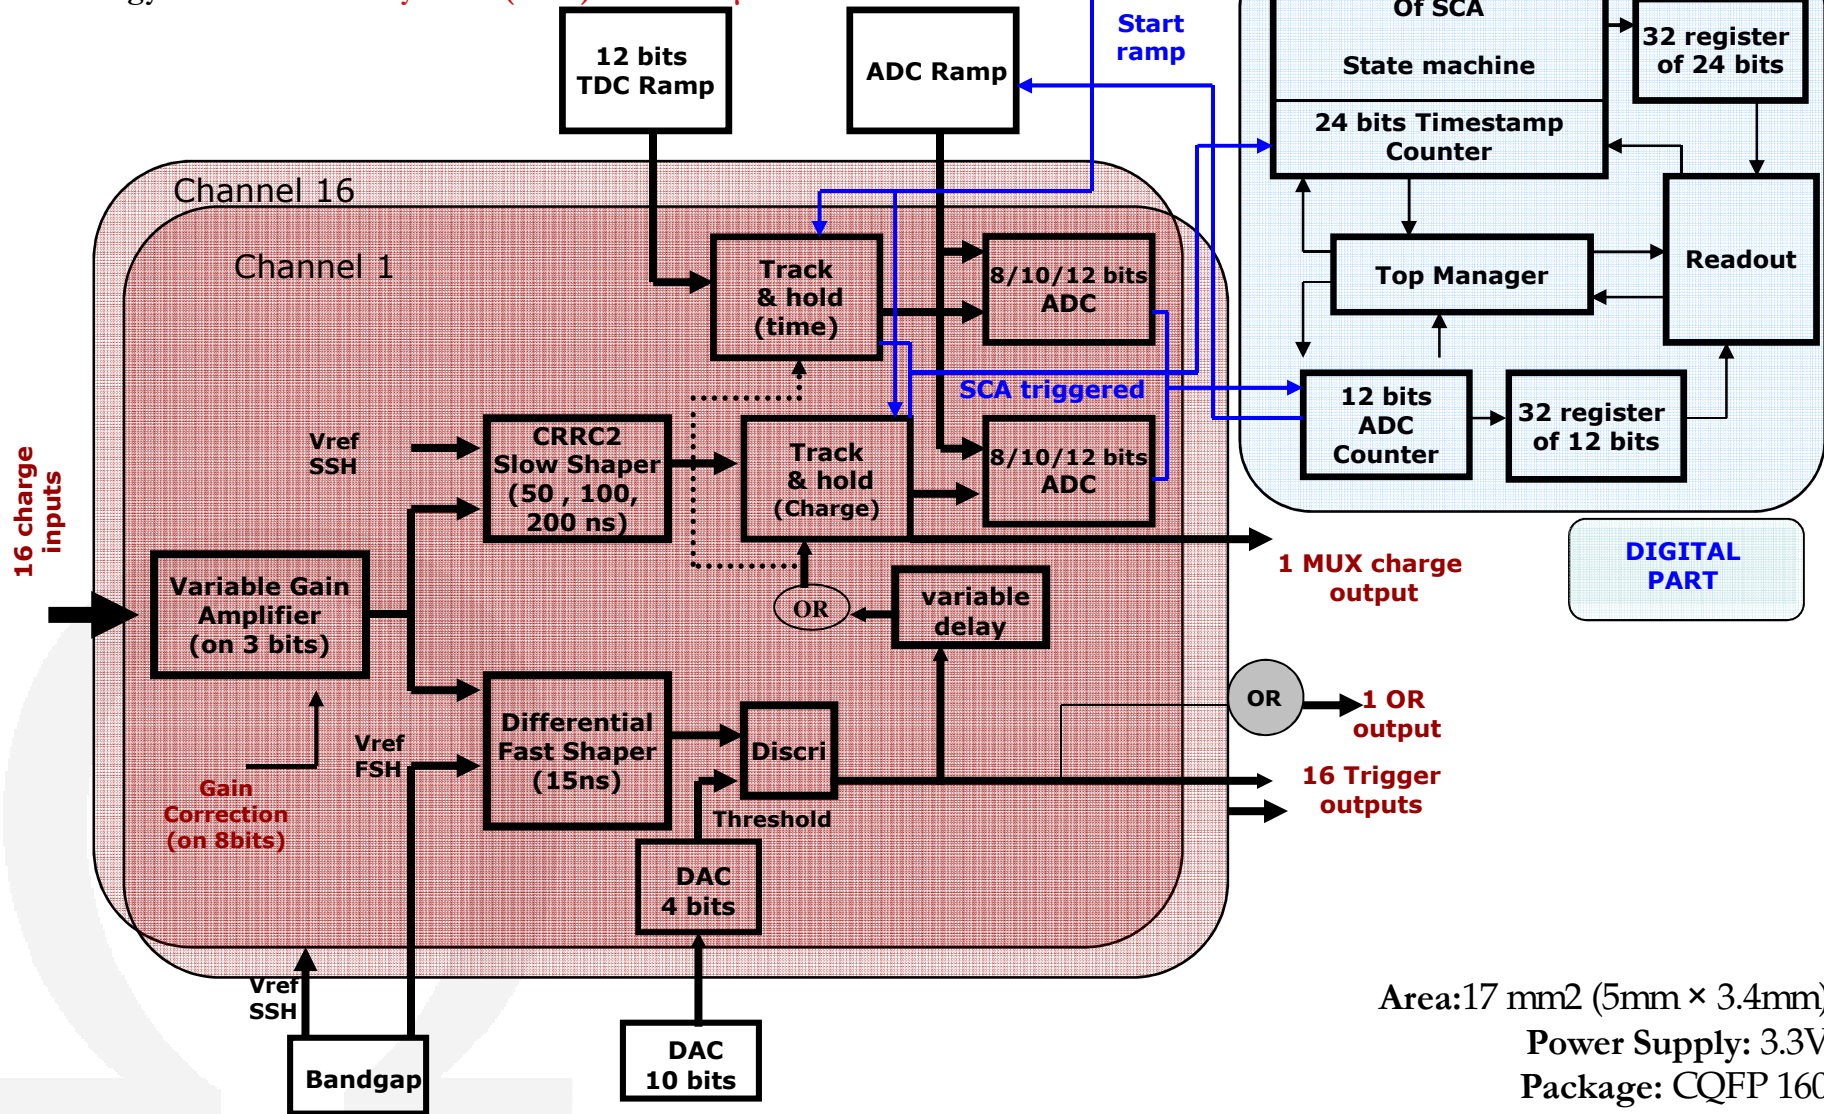 Start
ramp
Of SCA
State machine
24 bits Timestamp
Counter
32 register
of 24 bits
12 bits
TDC Ramp
ADC Ramp
Channel 16
Channel 1
Track
& hold
(time)
8/10/12 bits
ADC
Top Manager
Readout
SCA triggered
12 bits
ADC
Counter
32 register
of 12 bits
Vref
SSH
CRRC2
Slow Shaper
(50 , 100,
200 ns)
Track
& hold
(Charge)
8/10/12 bits
ADC
16 charge
inputs
1 MUX charge
output
DIGITAL
PART
Variable Gain
Amplifier
(on 3 bits)
OR
variable
delay
OR
1 OR
output
Differential
Fast Shaper
(15ns)
Vref
FSH
Discri
Threshold
16 Trigger
outputs
Gain
Correction
(on 8bits)
DAC
4 bits
Vref
SSH
Bandgap
DAC
10 bits
Area:17 mm2 (5mm × 3.4mm)
Power Supply: 3.3V
Package: CQFP 160